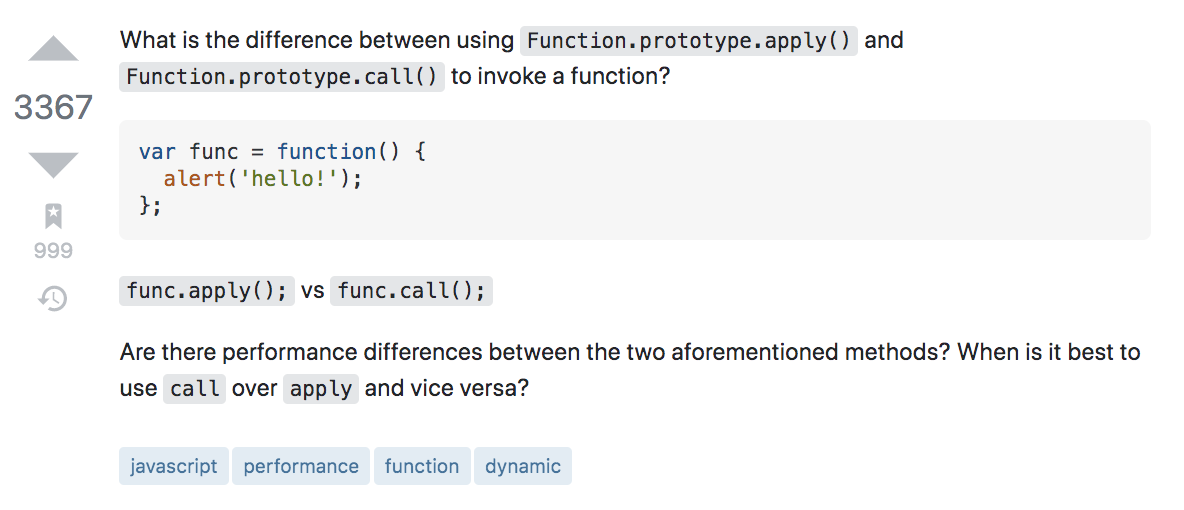 What is the difference between using Function.prototype.apply() and
Function.prototype.call() to invoke a function?
3367
var func = function() {
  alert('hello!');
};
999
func.apply(); vs func.call();
Are there performance differences between the two aforementioned methods? When is it best to
use call over apply and vice versa?
javascript performance function dynamic